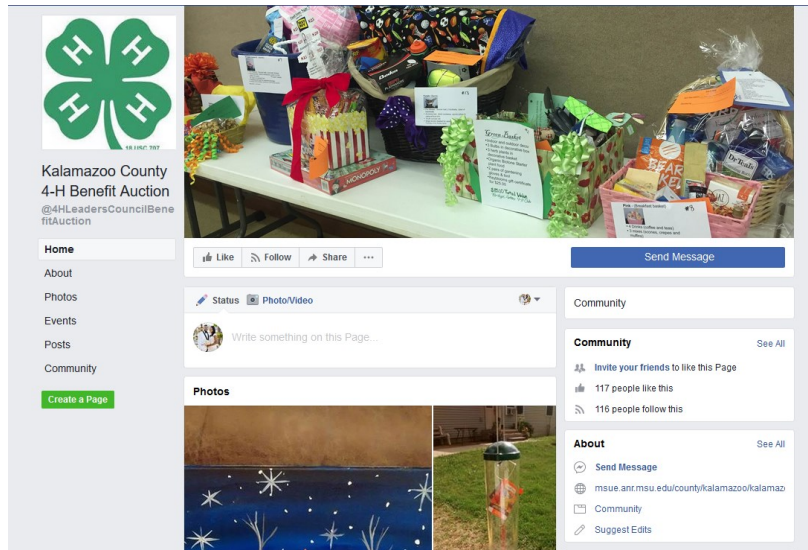 H H
H H
18 USC 707
Kalamazoo County
4-H Benefit Auction
@4HLeadersCouncilBene
fitAuction
Home
About
Photos
Events
Posts
Community
Create a Page
MONOPOLY
Green Basket
BEAR
Dr Teal's
Like Follow Share ...
Send Message
Status Photo/Video
Write something on this Page...
Photos
Community
Community See All
Invite your friends to like this Page
117 people like this
116 people follow this
About See All
Send Message
msue.anr.msu.edu/county/kalamazoo/kalamaz
Community
Suggest Edits